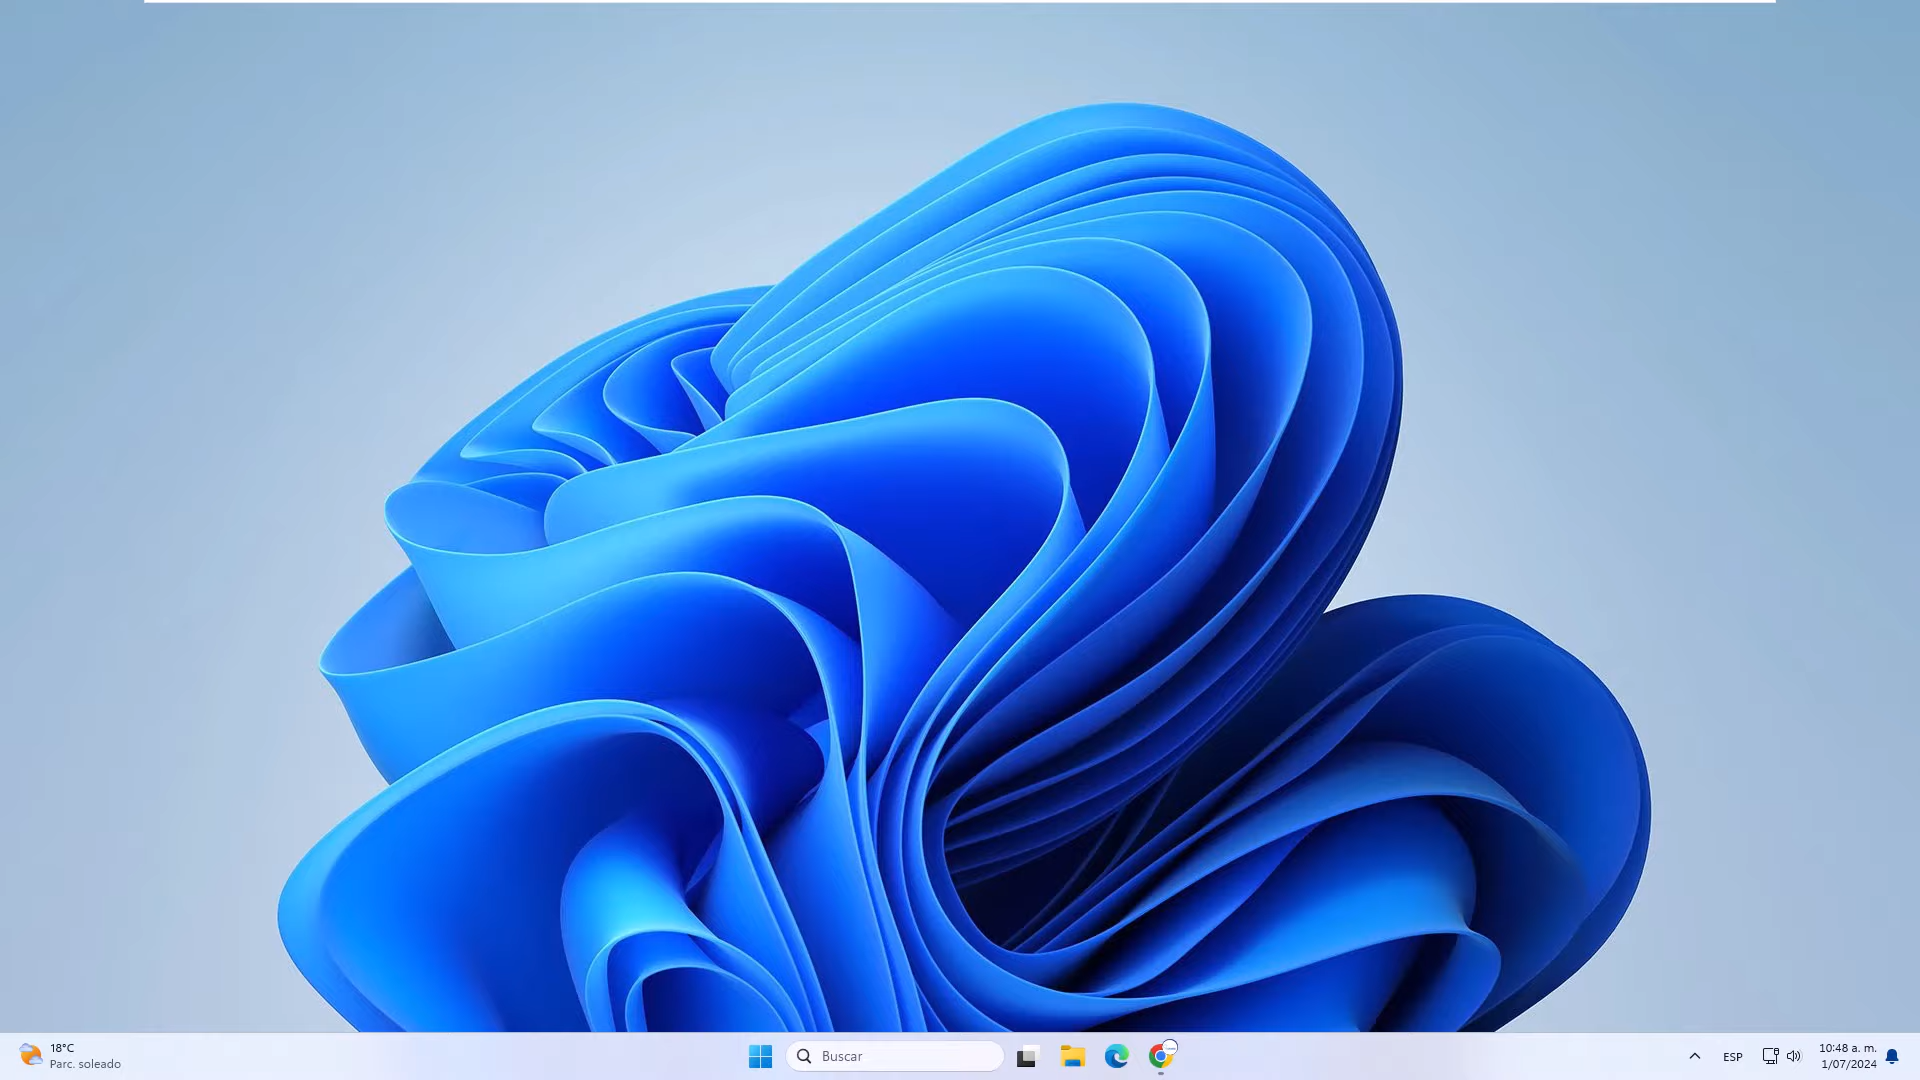 18°C
Parc. soleado
Buscar
ESP
10:48 a. m.
1/07/2024